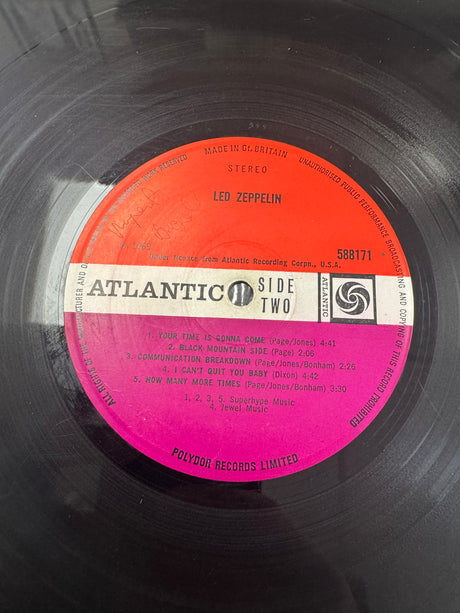 MADE IN Gt. BRITAIN
STEREO
LED ZEPPELIN
588171
Under licence from Atlantic Recording Corpn., U.S.A.
ATLANTIC
SIDE
TWO
ATLANTIC
1. YOUR TIME IS GONNA COME (Page/Jones) 4:41
2. BLACK MOUNTAIN SIDE (Page) 2:06
3. COMMUNICATION BREAKDOWN (Page/Jones/Bonham) 2:26
4. I CAN'T QUIT YOU BABY (Dixon) 4:42
5. HOW MANY MORE TIMES (Page/Jones/Bonham) 3:30
1, 2, 3, 5. Superhype Music
4. Jewel Music
POLYDOR RECORDS LIMITED
UNAUTHORISED PUBLIC PERFORMANCE BROADCASTING AND COPYING OF THIS RECORD PROHIBITED